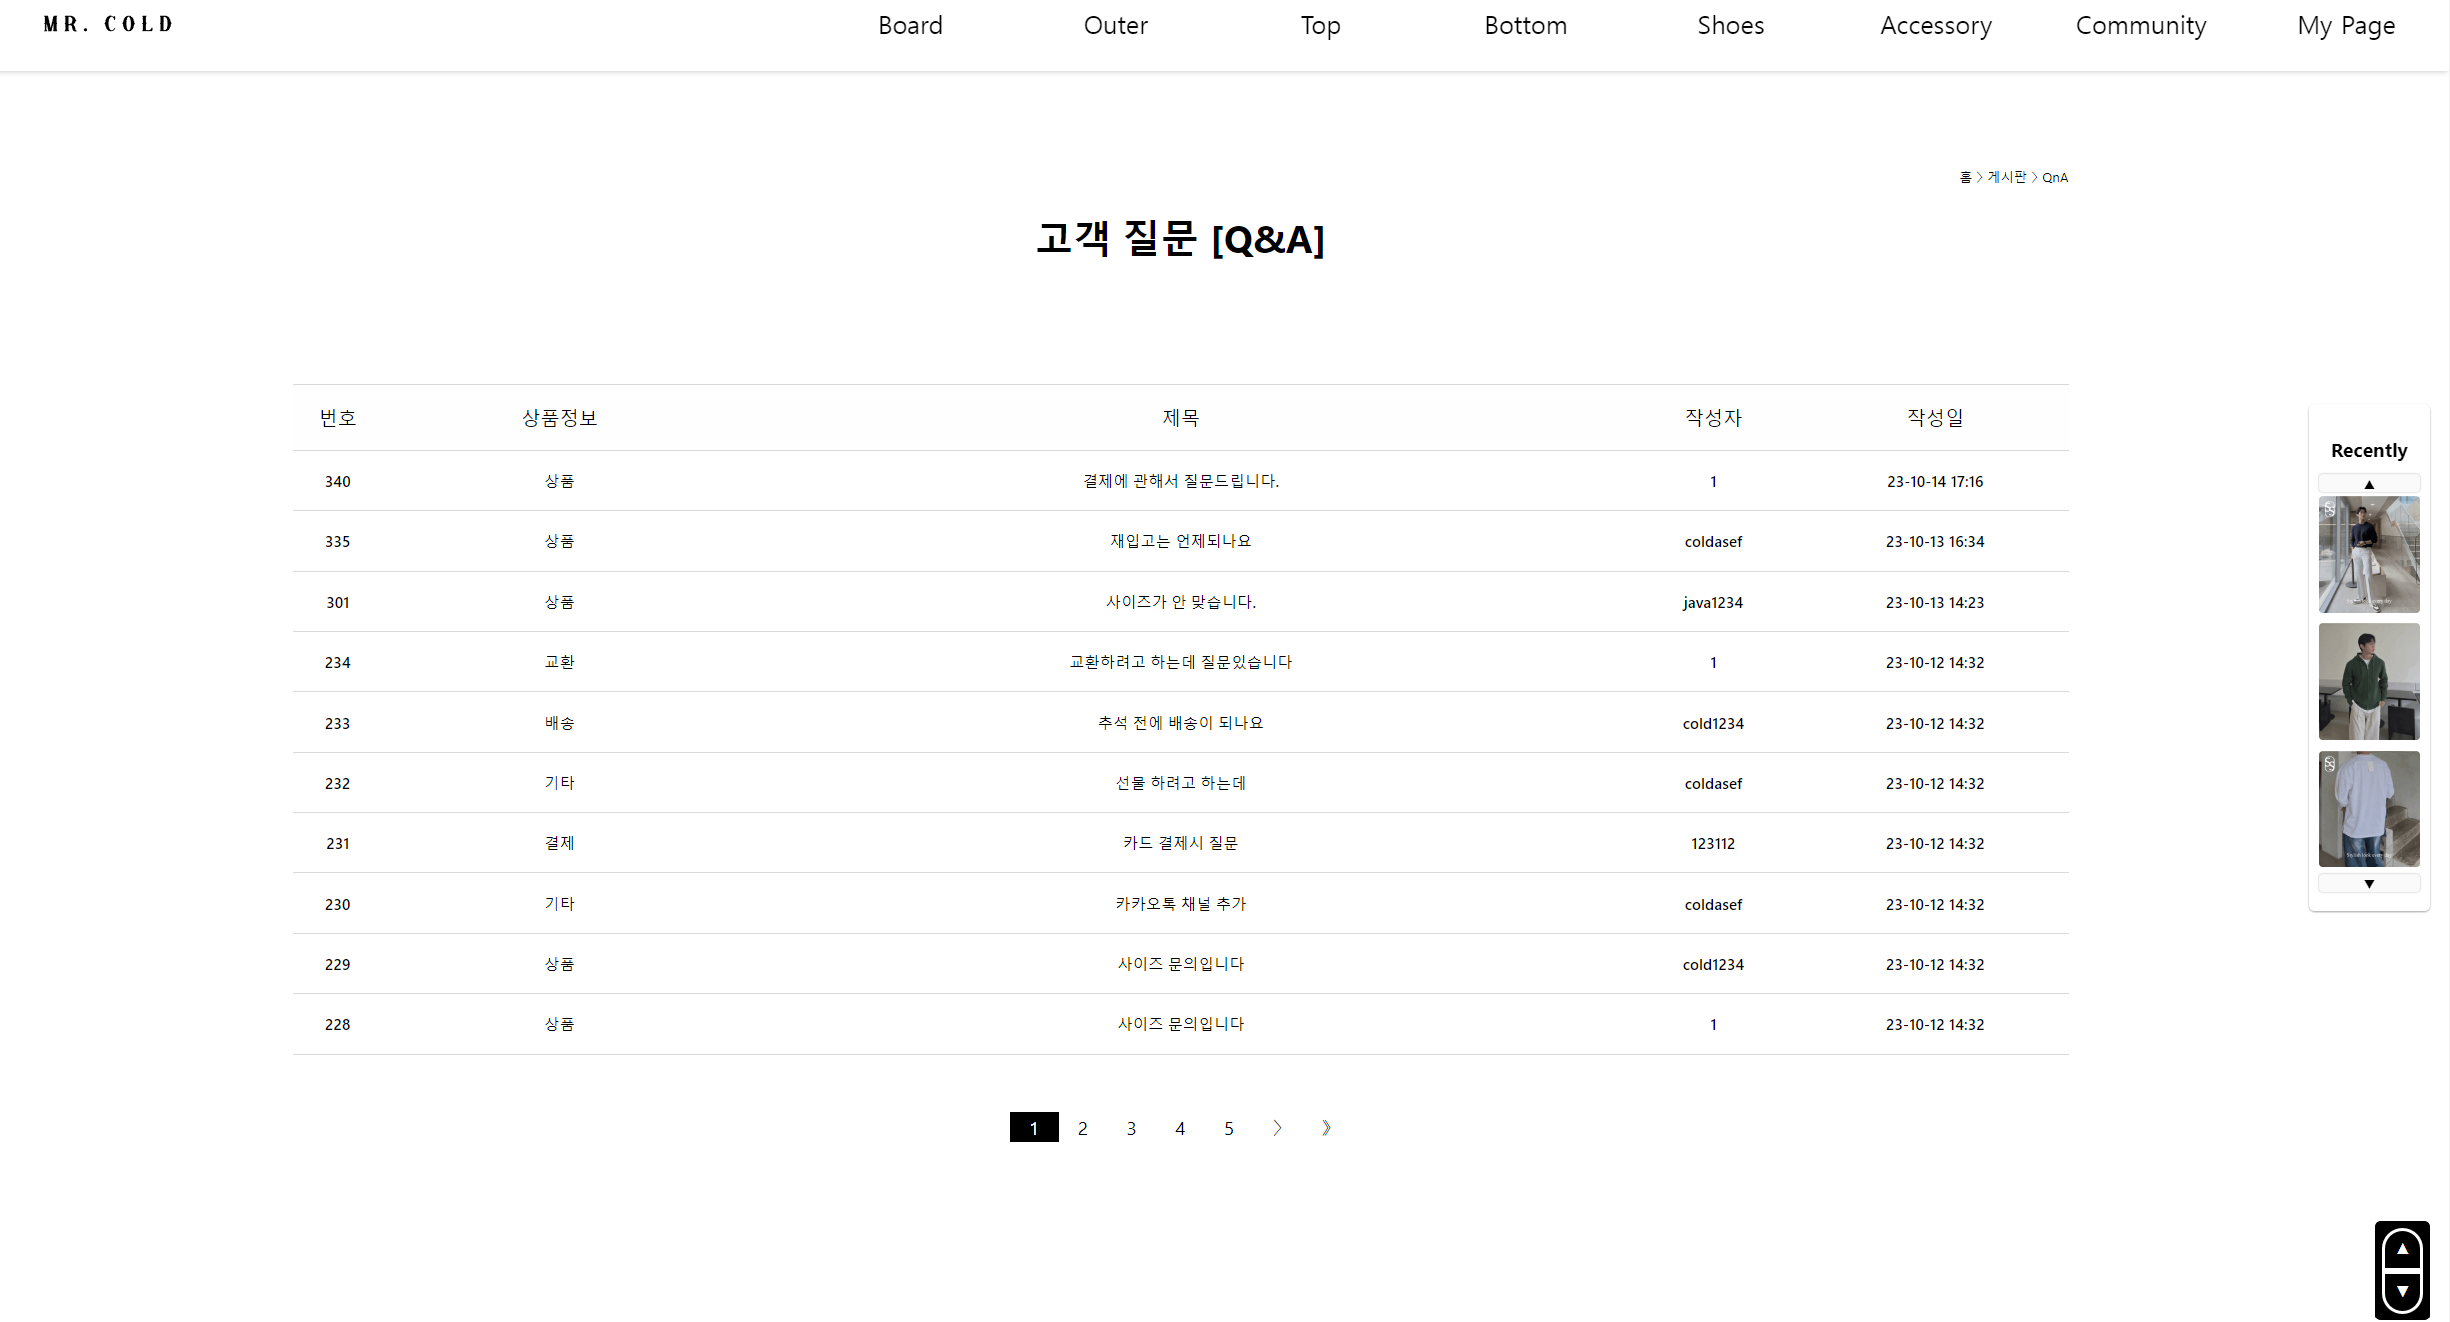 MR. COLD Board Outer Top Bottom Shoes Accessory Community My Page
홈 〉 게시판 〉 QnA
고객 질문 [Q&A]
번호 상품정보 제목 작성자 작성일
340 상품 결제에 관해서 질문드립니다. 1 23-10-14 17:16
335 상품 재입고는 언제되나요 coldasef 23-10-13 16:34
301 상품 사이즈가 안 맞습니다. java1234 23-10-13 14:23
234 교환 교환하려고 하는데 질문있습니다 1 23-10-12 14:32
233 배송 추석 전에 배송이 되나요 cold1234 23-10-12 14:32
232 기타 선물 하려고 하는데 coldasef 23-10-12 14:32
231 결제 카드 결제시 질문 123112 23-10-12 14:32
230 기타 카카오톡 채널 추가 coldasef 23-10-12 14:32
229 상품 사이즈 문의입니다 cold1234 23-10-12 14:32
228 상품 사이즈 문의입니다 1 23-10-12 14:32
1 2 3 4 5 〉 》
Recently
▲
▼
▲
▼